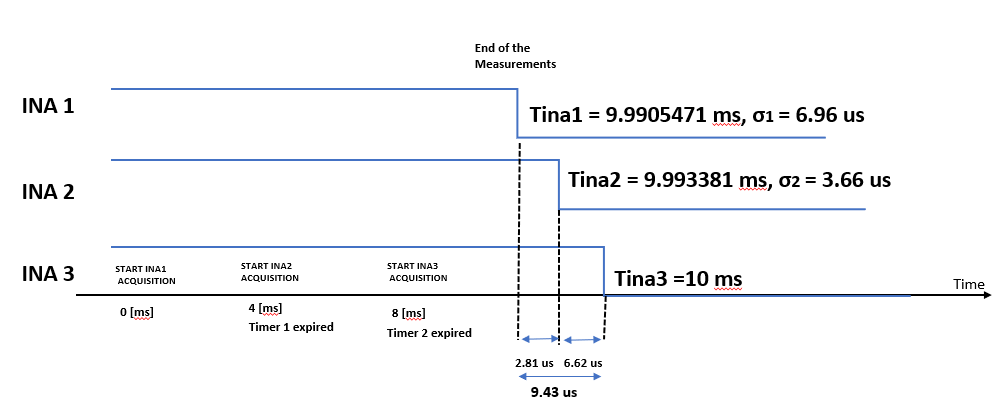 End of the
Measurements
INA 1
Tina1 = 9.9905471 ms, σ1 = 6.96 us
INA 2
Tina2 = 9.993381 ms, σ2 = 3.66 us
INA 3
START INA1
ACQUISITION
START INA2
ACQUISITION
START INA3
ACQUISITION
Tina3 =10 ms
Time
0 [ms]
4 [ms]
Timer 1 expired
8 [ms]
Timer 2 expired
2.81 us
6.62 us
9.43 us